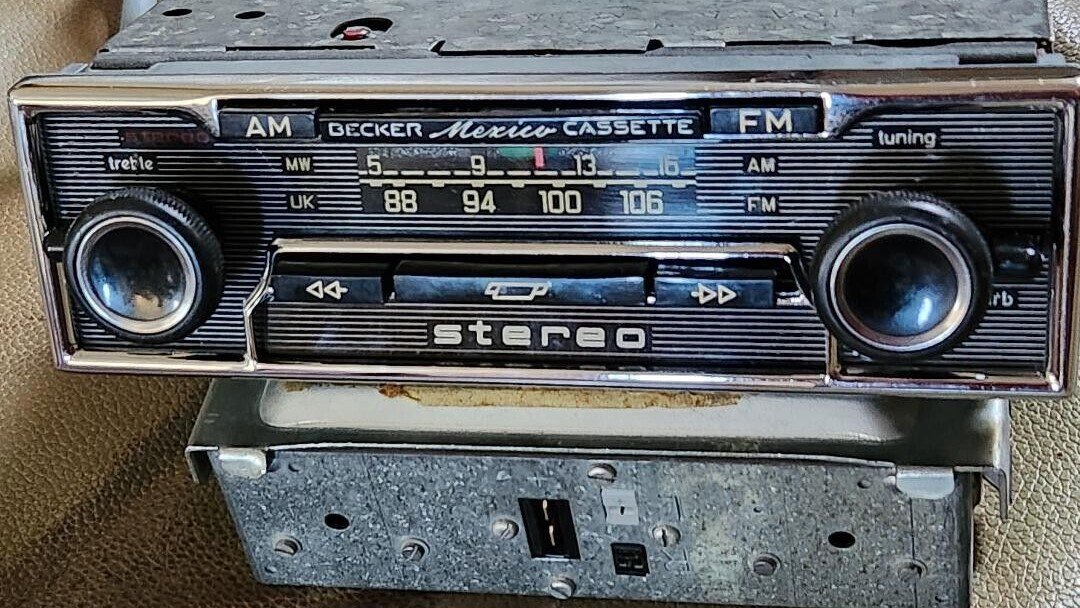 AM BECKER Mexico CASSETTE FM
STEREO
tuning
treble
MW 5 9 13 16 AM
UK 88 94 100 106 FM
stereo